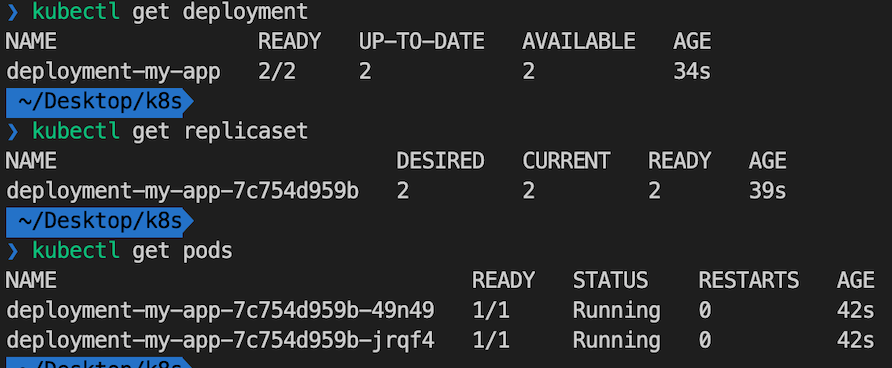 ❯ kubectl get deployment
NAME READY UP-TO-DATE AVAILABLE AGE
deployment-my-app 2/2 2 2 34s
~/Desktop/k8s
❯ kubectl get replicaset
NAME DESIRED CURRENT READY AGE
deployment-my-app-7c754d959b 2 2 2 39s
~/Desktop/k8s
❯ kubectl get pods
NAME READY STATUS RESTARTS AGE
deployment-my-app-7c754d959b-49n49 1/1 Running 0 42s
deployment-my-app-7c754d959b-jrqf4 1/1 Running 0 42s
~/Desktop/k8s